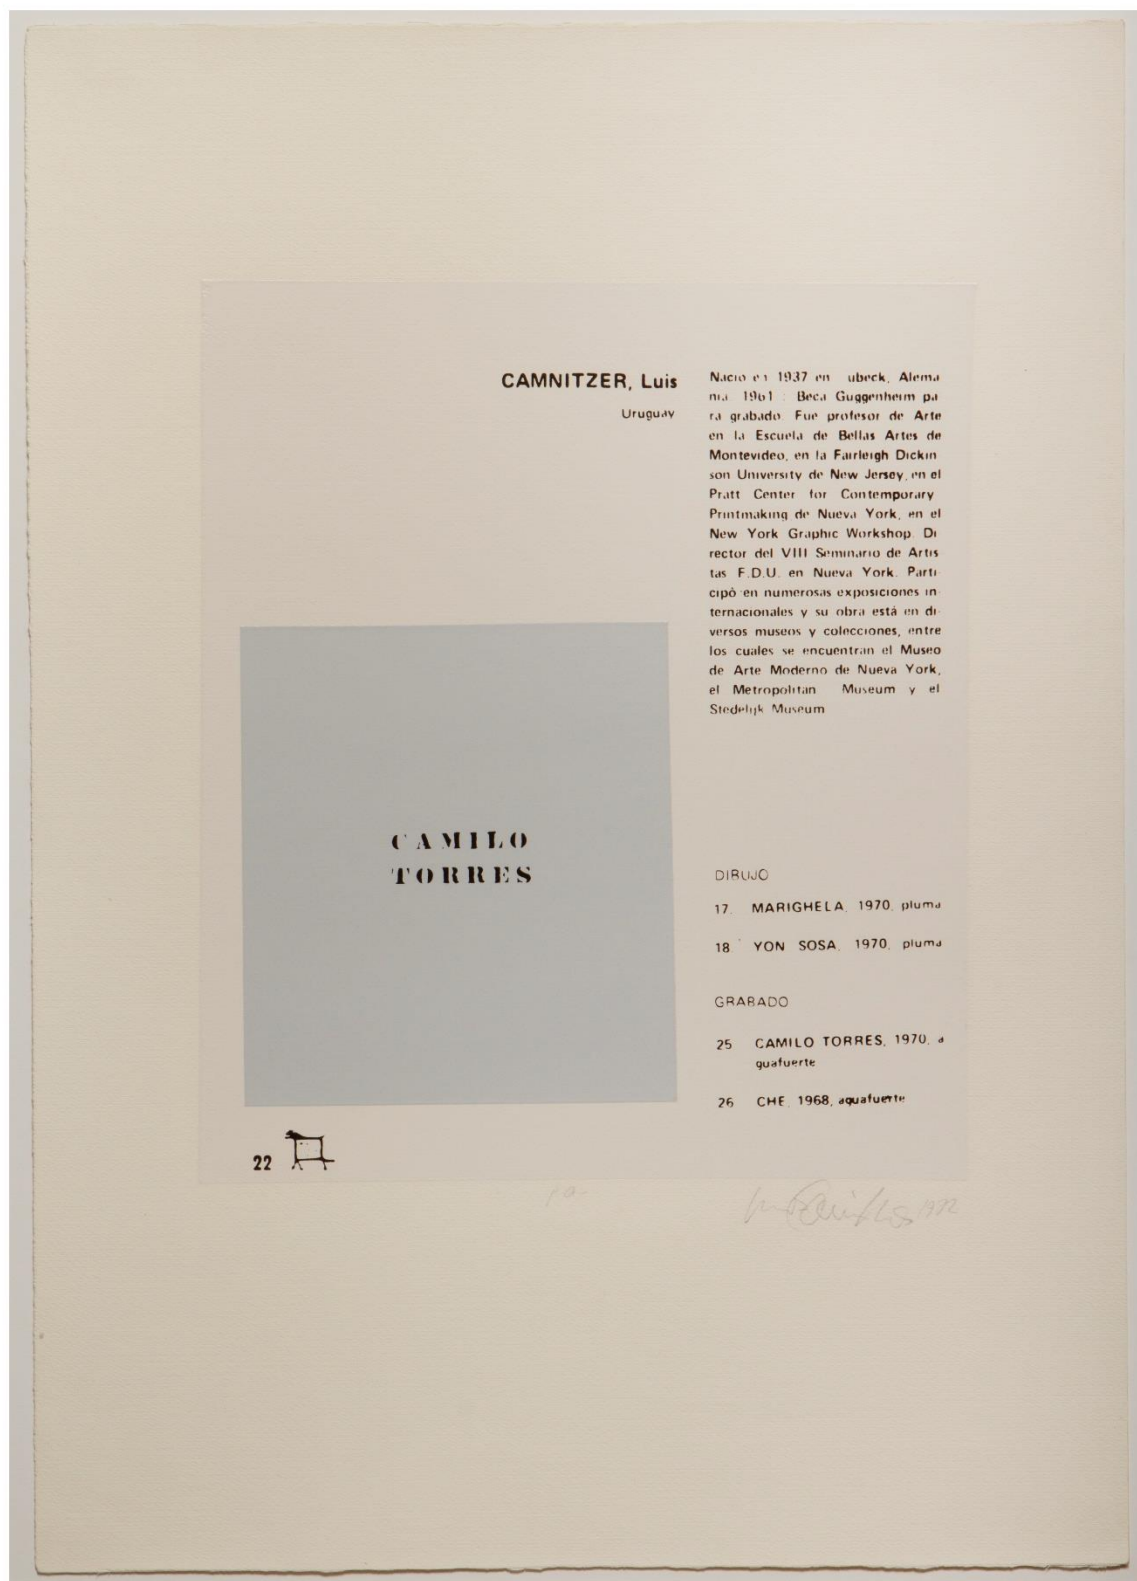 CAMNITZER, Luis
Uruguay
Nacio en 1937 en ubeck, Alema
nia 1961 : Beca Guggenheim pa
ra grabado. Fue profesor de Arte
en la Escuela de Bellas Artes de
Montevideo, en la Fairleigh Dickin
son University de New Jersey, en el
Pratt Center for Contemporary
Printmaking de Nueva York, en el
New York Graphic Workshop. Di
rector del VIII Seminario de Artis
tas F.D.U. en Nueva York. Parti
cipó en numerosas exposiciones in
ternacionales y su obra está en di
versos museos y colecciones, entre
los cuales se encuentran el Museo
de Arte Moderno de Nueva York,
el Metropolitan Museum y el
Stedelijk Museum
CAMILO
TORRES
DIBUJO
17. MARIGHELA, 1970, pluma
18 YON SOSA, 1970, pluma
GRABADO
25 CAMILO TORRES, 1970, a
guafuerte
26 CHE, 1968, aguafuerte
22
1972